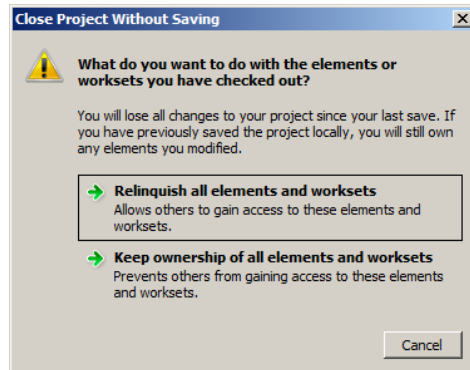 Close Project Without Saving
What do you want to do with the elements or
worksets you have checked out?
You will lose all changes to your project since your last save. If
you have previously saved the project locally, you will still own
any elements you modified.
Relinquish all elements and worksets
Allows others to gain access to these elements and
worksets.
Keep ownership of all elements and worksets
Prevents others from gaining access to these elements
and worksets.
Cancel